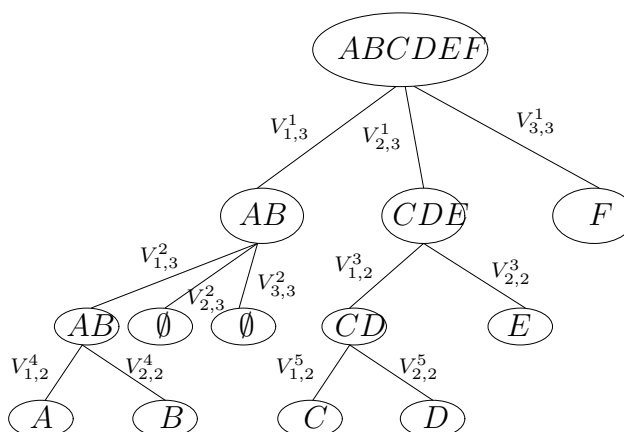 ABCDEF
V^1_{1,3} V^1_{2,3} V^1_{3,3}
AB CDE F
V^2_{1,3} V^2_{2,3} V^2_{3,3} V^3_{1,2} V^3_{2,2}
AB ∅ ∅ CD E
V^4_{1,2} V^4_{2,2} V^5_{1,2} V^5_{2,2}
A B C D